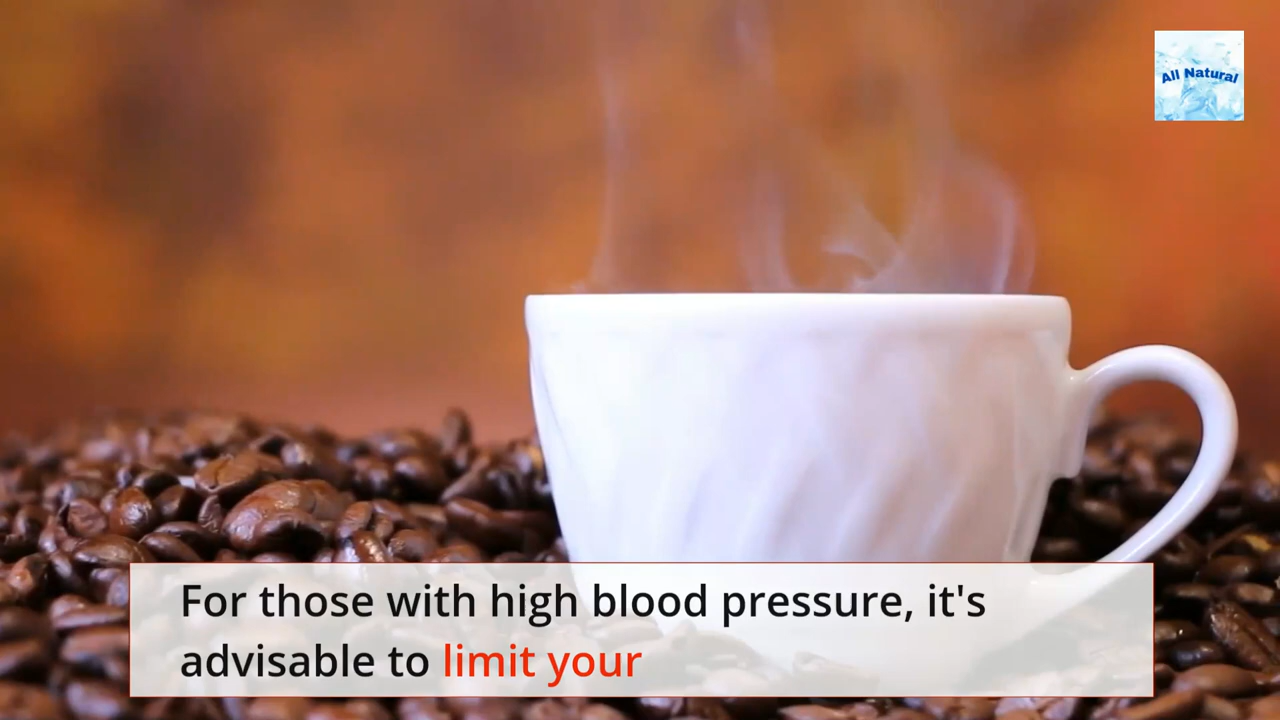 All Natural
For those with high blood pressure, it's
advisable to limit your